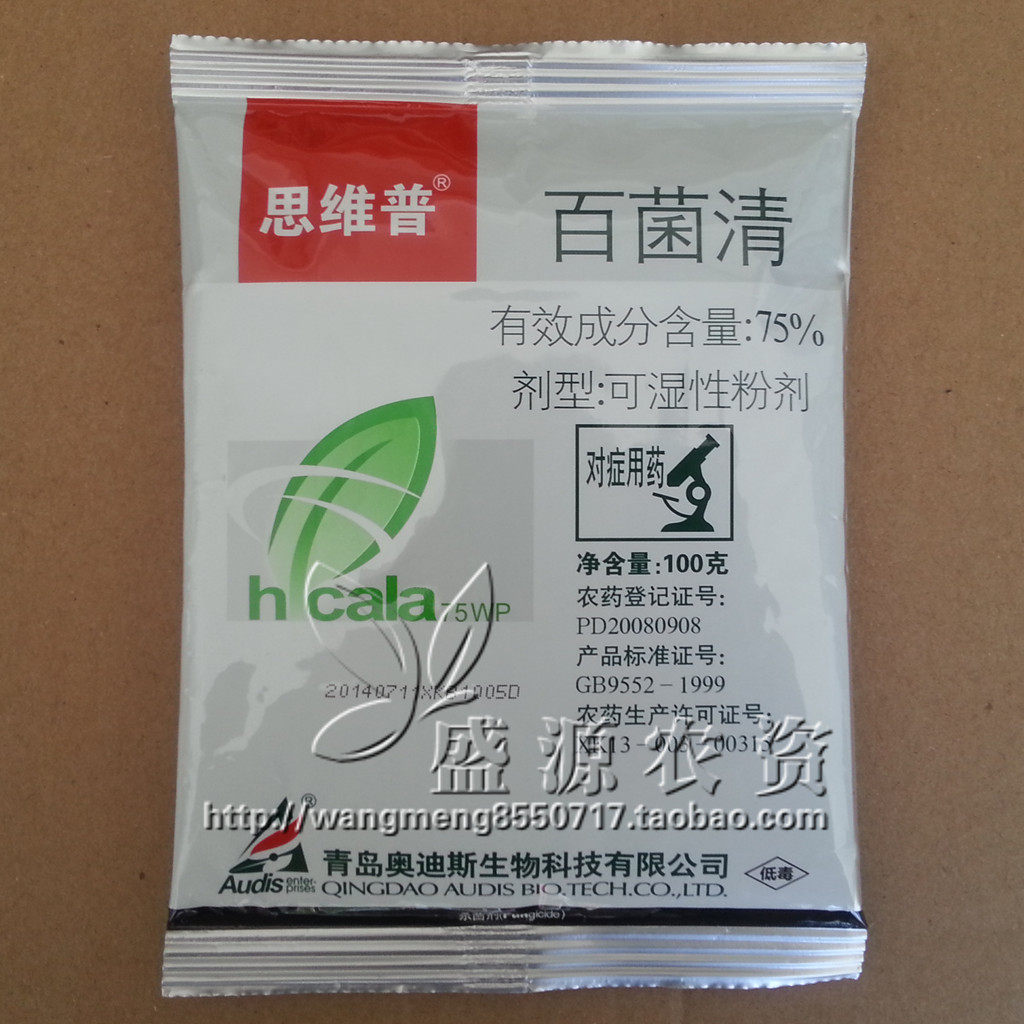 思维普®
百菌清
有效成分含量:75%
剂型:可湿性粉剂
对症用药
净含量:100克
农药登记证号:
PD20080908
产品标准证号:
GB9552-1999
农药生产许可证号:
hicala 75WP
盛源农资
http://wangmeng8550717.taobao.com
Audis enter-prises ®
青岛奥迪斯生物科技有限公司
QINGDAO AUDIS BIO.TECH.CO.,LTD.
低毒